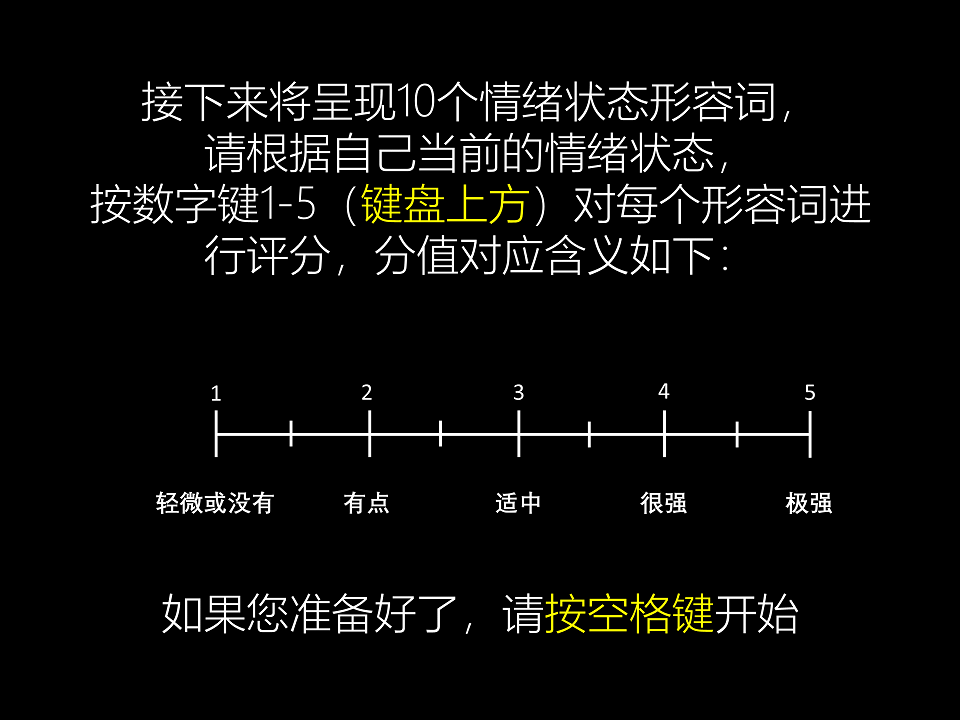 接下来将呈现10个情绪状态形容词，
请根据自己当前的情绪状态，
按数字键1-5（键盘上方）对每个形容词进
行评分，分值对应含义如下：
1 2 3 4 5
轻微或没有 有点 适中 很强 极强
如果您准备好了，请按空格键开始